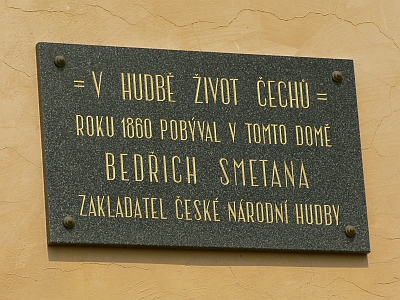 = V HUDBĚ ŽIVOT ČECHŮ =
ROKU 1860 POBÝVAL V TOMTO DOMĚ
BEDŘICH SMETANA
ZAKLADATEL ČESKÉ NÁRODNÍ HUDBY